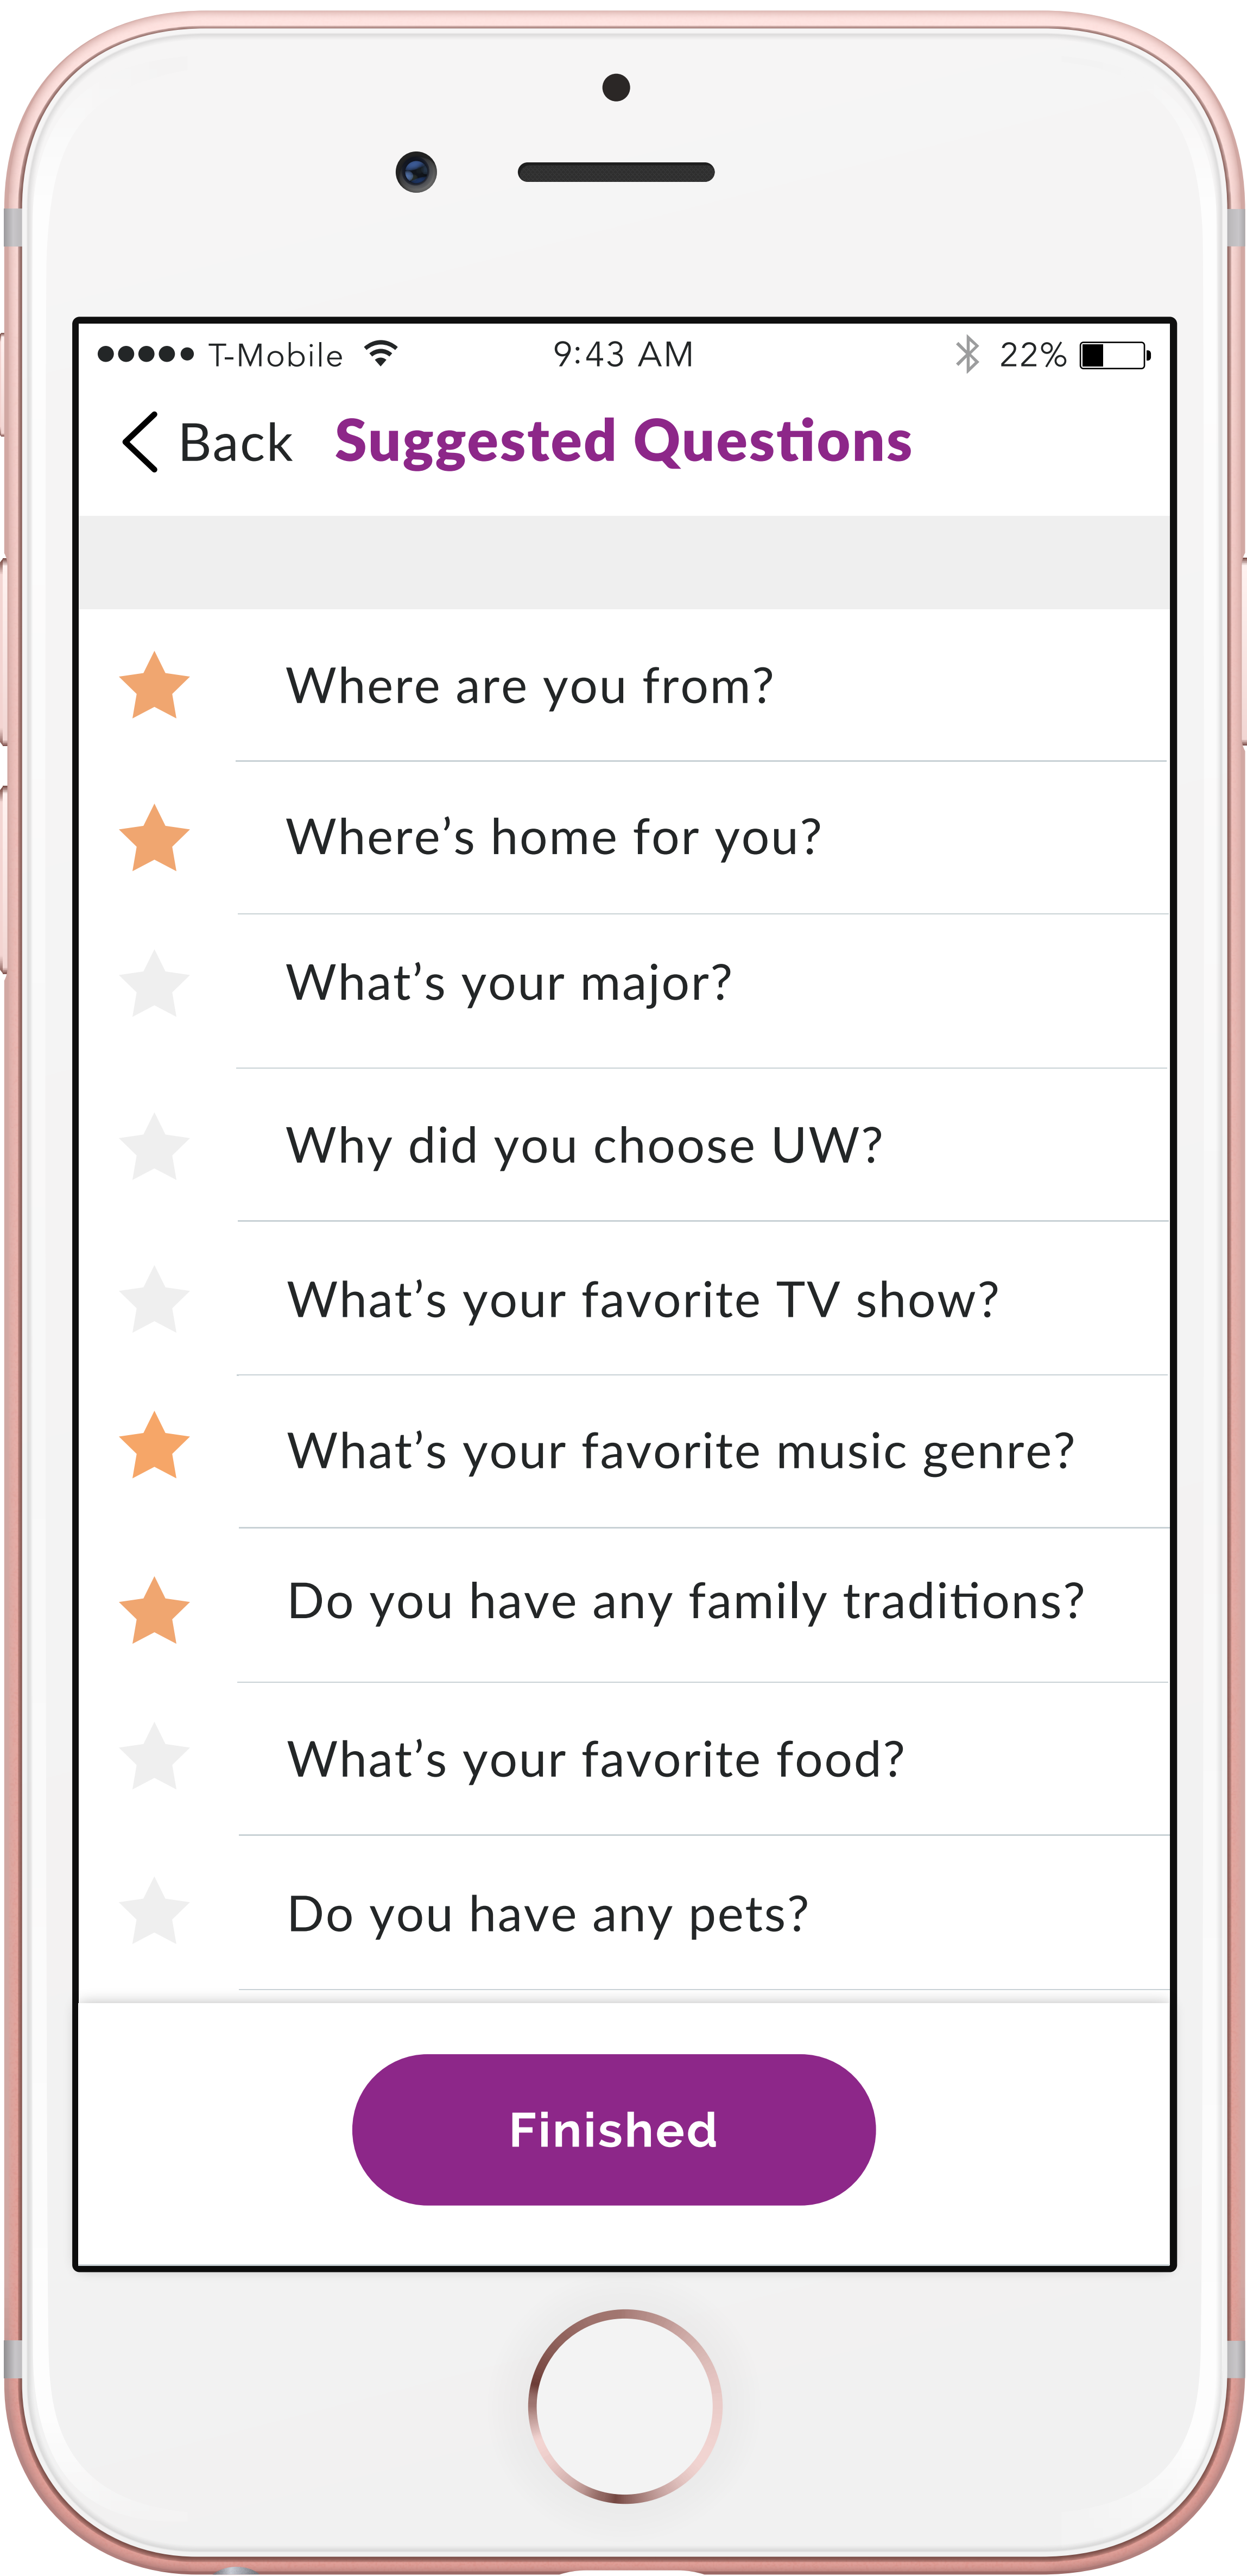 T-Mobile 9:43 AM 22%
Back Suggested Questions
Where are you from?
Where’s home for you?
What’s your major?
Why did you choose UW?
What’s your favorite TV show?
What’s your favorite music genre?
Do you have any family traditions?
What’s your favorite food?
Do you have any pets?
Finished